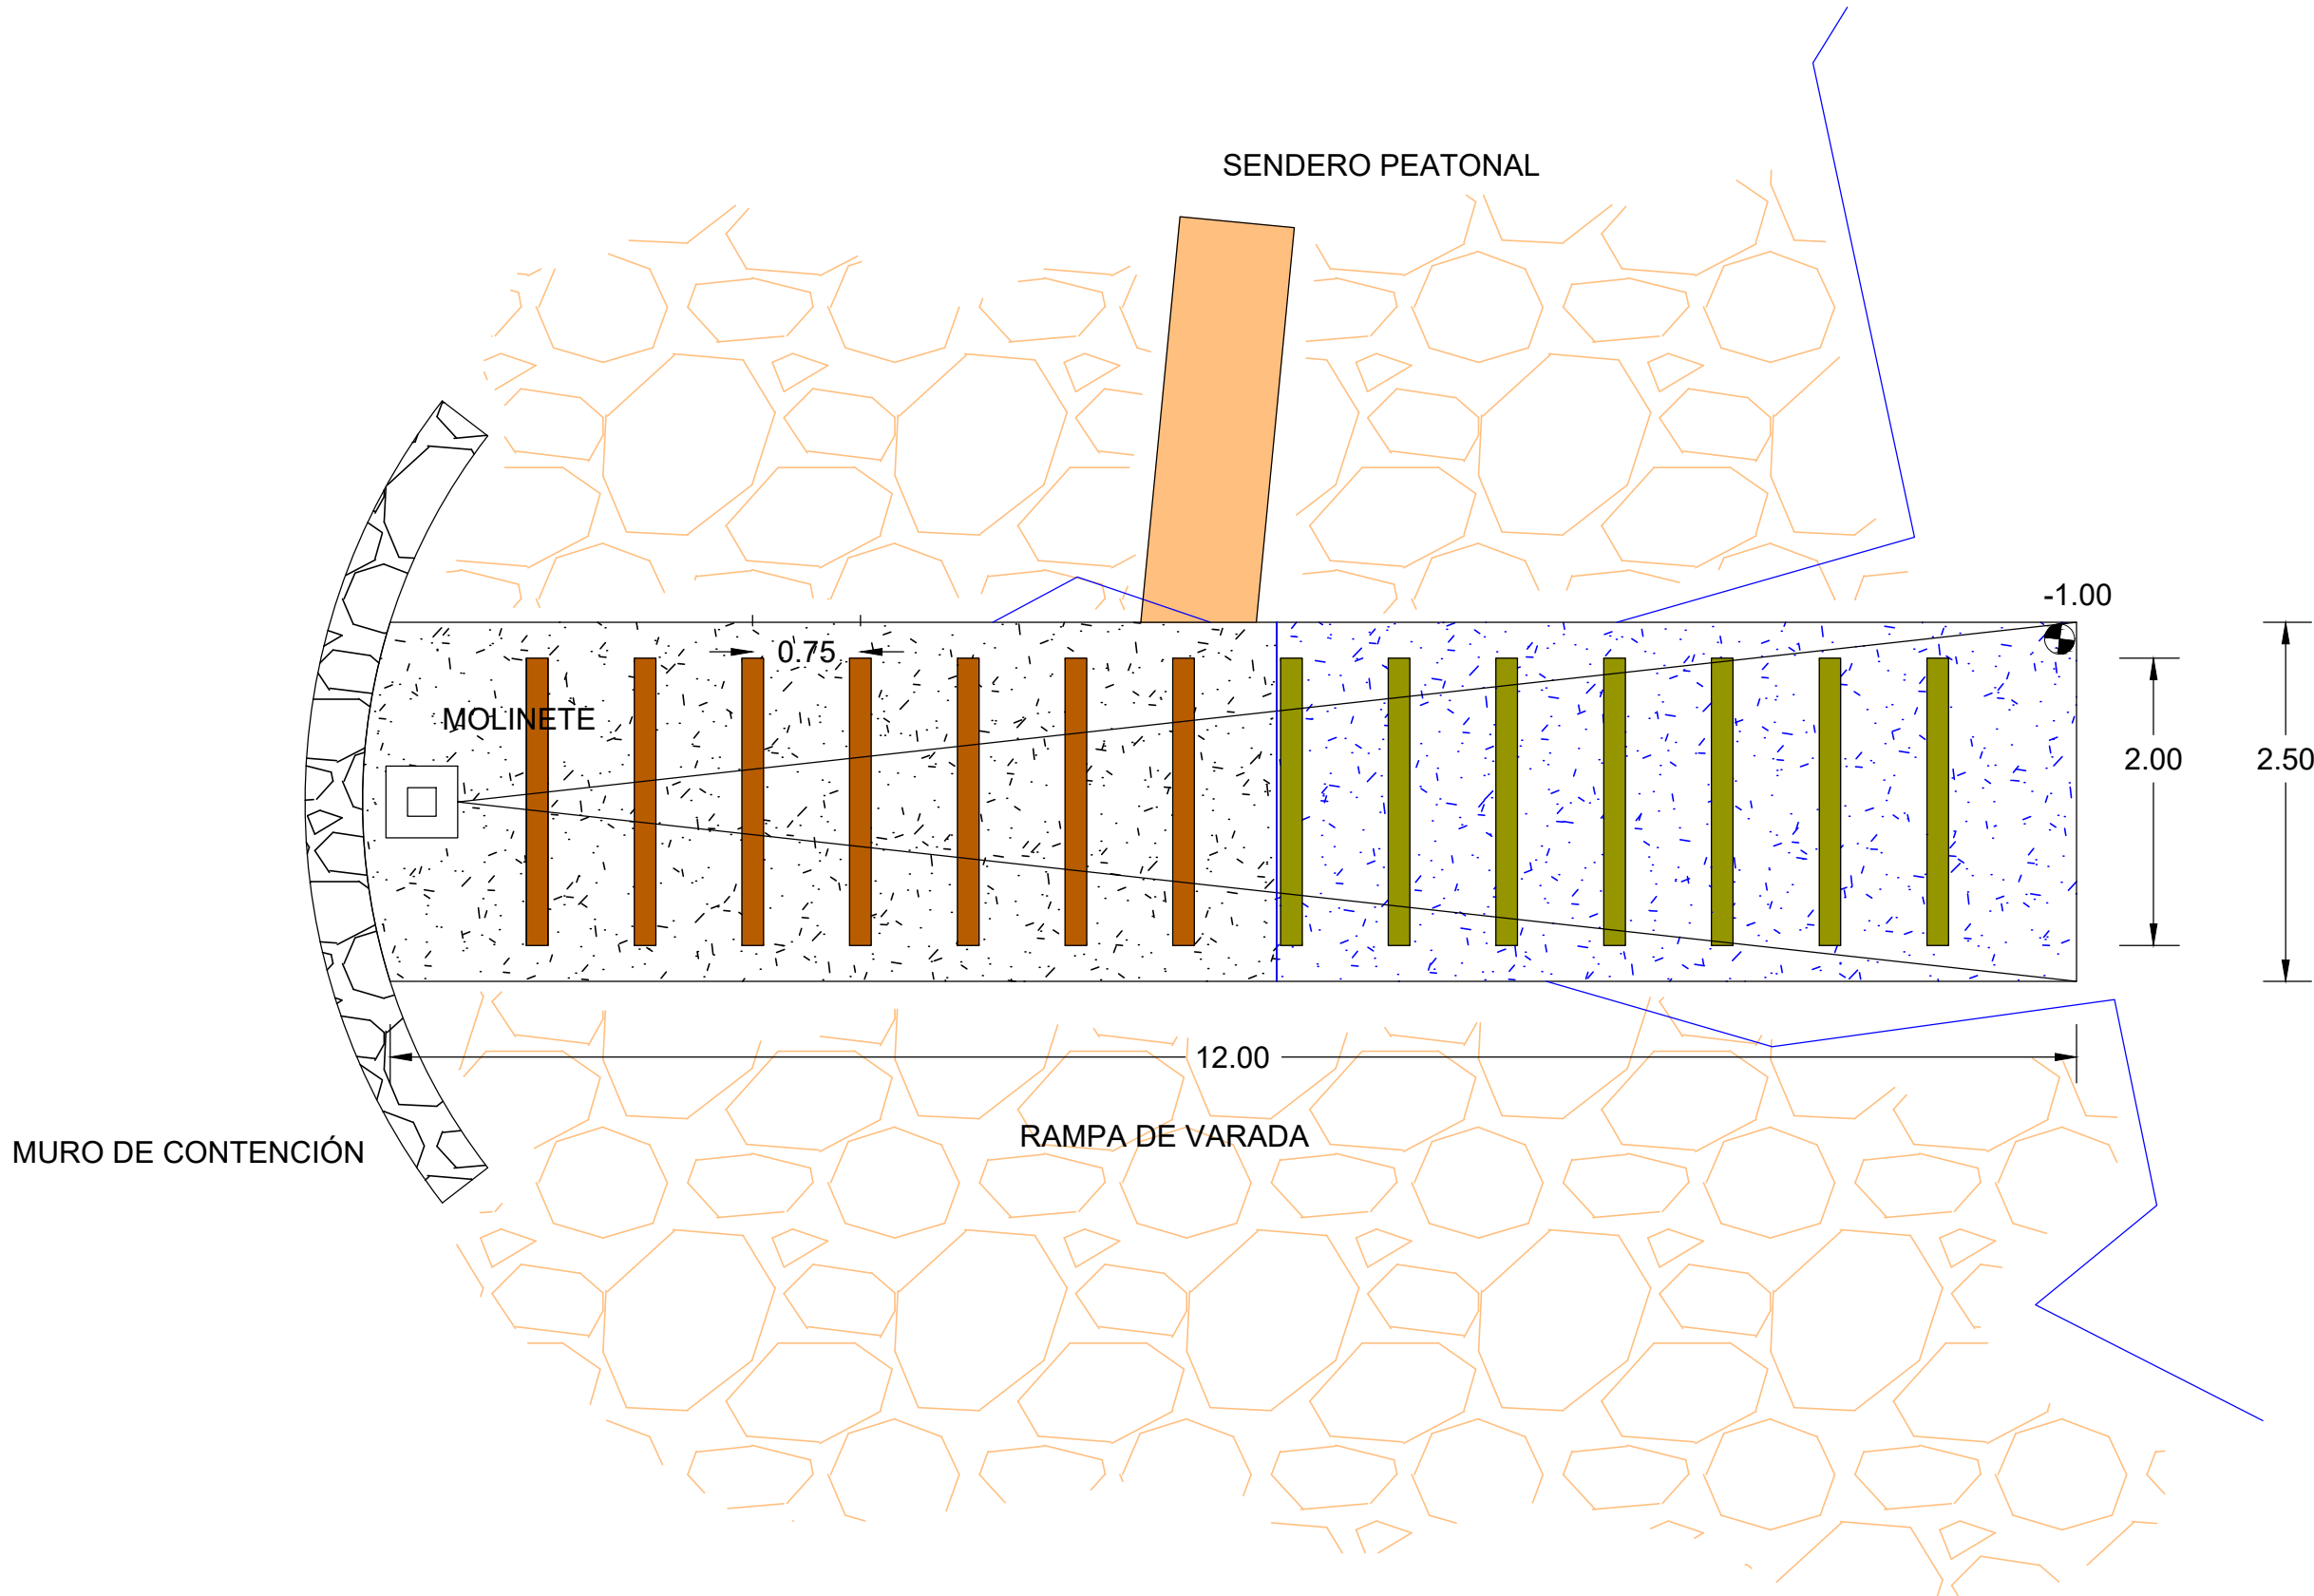 SENDERO PEATONAL
-1.00
0.75
MOLINETE
2.00
2.50
12.00
RAMPA DE VARADA
MURO DE CONTENCIÓN